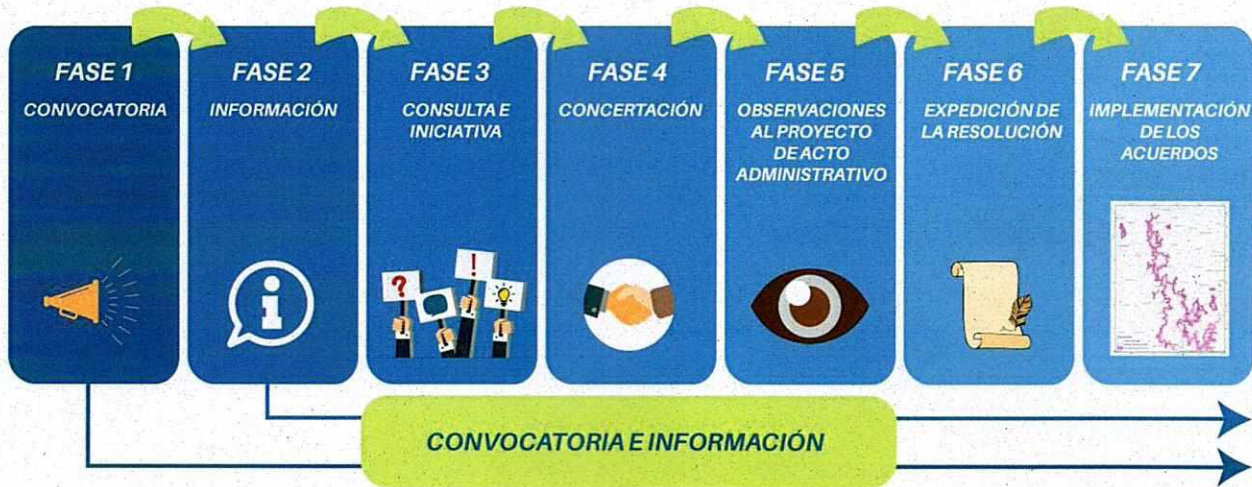 FASE 1
CONVOCATORIA
FASE 2
INFORMACIÓN
FASE 3
CONSULTA E
INICIATIVA
FASE 4
CONCERTACIÓN
FASE 5
OBSERVACIONES
AL PROYECTO
DE ACTO
ADMINISTRATIVO
FASE 6
EXPEDICIÓN DE
LA RESOLUCIÓN
FASE 7
IMPLEMENTACIÓN
DE LOS
ACUERDOS
CONVOCATORIA E INFORMACIÓN